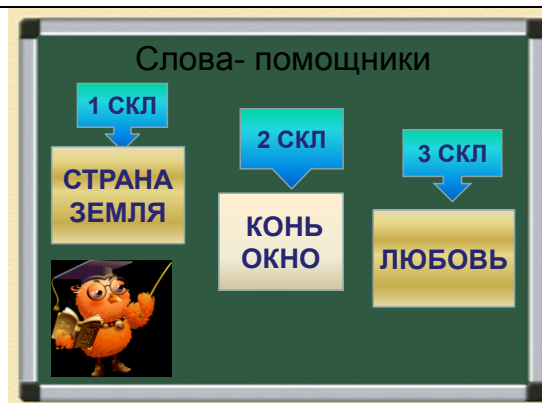 Слова- помощники
1 СКЛ
СТРАНА
ЗЕМЛЯ
2 СКЛ
КОНЬ
ОКНО
3 СКЛ
ЛЮБОВЬ